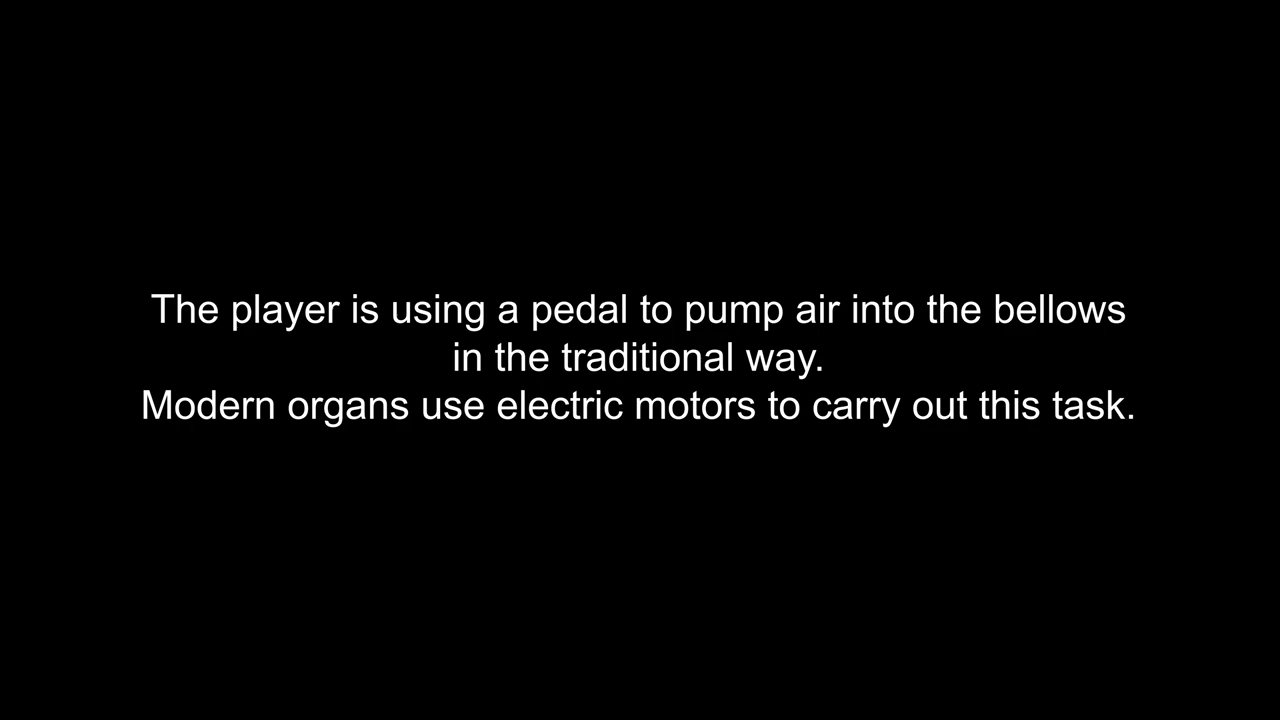 The player is using a pedal to pump air into the bellows
in the traditional way.
Modern organs use electric motors to carry out this task.